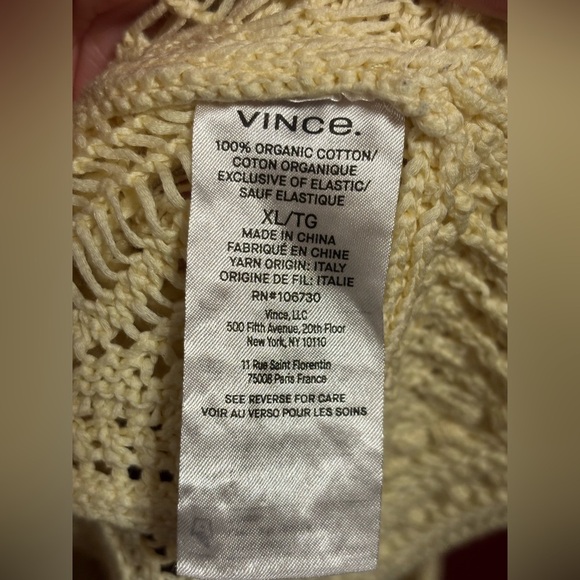 VINCE.
100% ORGANIC COTTON/
COTON ORGANIQUE
EXCLUSIVE OF ELASTIC/
SAUF ELASTIQUE
XL/TG
MADE IN CHINA
FABRIQUÉ EN CHINE
YARN ORIGIN: ITALY
ORIGINE DE FIL: ITALIE
RN#106730
Vince, LLC
500 Fifth Avenue, 20th Floor
New York, NY 10110
11 Rue Saint Florentin
75008 Paris France
SEE REVERSE FOR CARE
VOIR AU VERSO POUR LES SOINS